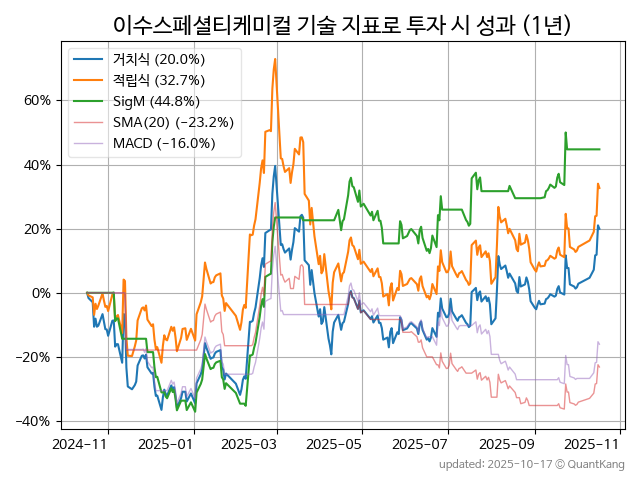 이수스페셜티케미컬 기술 지표로 투자 시 성과 (1년)
거치식 (20.0%)
적립식 (32.7%)
SigM (44.8%)
SMA(20) (−23.2%)
MACD (−16.0%)
60%
40%
20%
0%
−20%
−40%
2024-11 2025-01 2025-03 2025-05 2025-07 2025-09 2025-11
updated: 2025-10-17 © QuantKang